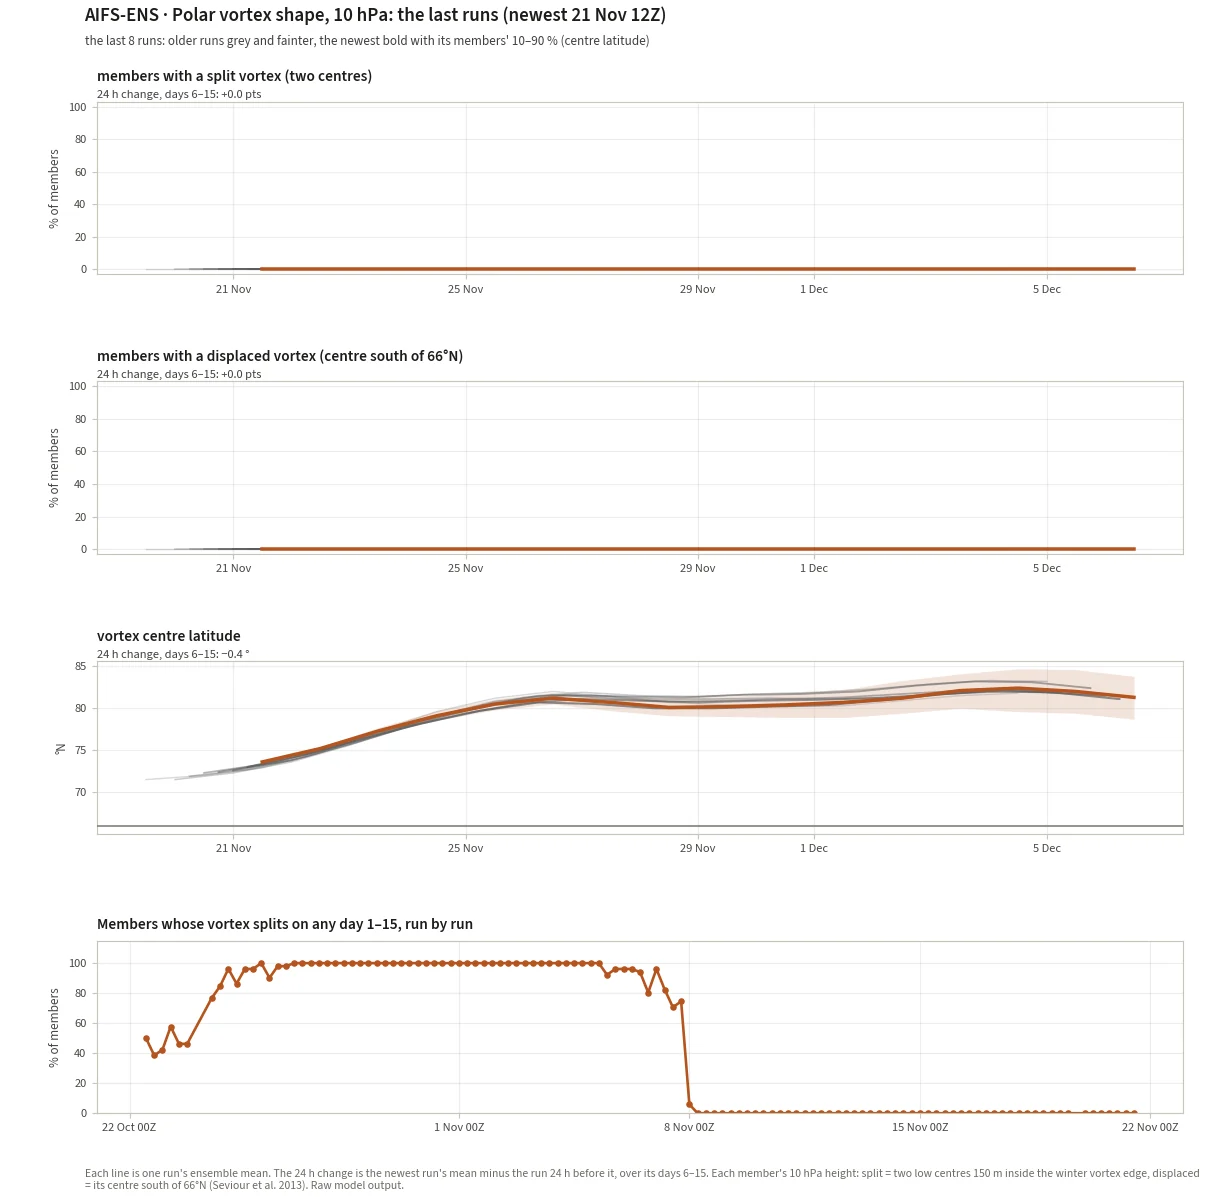 AIFS-ENS · Polar vortex shape, 10 hPa: the last runs (newest 21 Nov 12Z)
the last 8 runs: older runs grey and fainter, the newest bold with its members' 10–90 % (centre latitude)
members with a split vortex (two centres)
24 h change, days 6–15: +0.0 pts
100
80
60
40
20
0
% of members
21 Nov 25 Nov 29 Nov 1 Dec 5 Dec
members with a displaced vortex (centre south of 66°N)
24 h change, days 6–15: +0.0 pts
100
80
60
40
20
0
% of members
21 Nov 25 Nov 29 Nov 1 Dec 5 Dec
vortex centre latitude
24 h change, days 6–15: −0.4 °
85
80
75
70
°N
21 Nov 25 Nov 29 Nov 1 Dec 5 Dec
Members whose vortex splits on any day 1–15, run by run
100
80
60
40
20
0
% of members
22 Oct 00Z 1 Nov 00Z 8 Nov 00Z 15 Nov 00Z 22 Nov 00Z
Each line is one run's ensemble mean. The 24 h change is the newest run's mean minus the run 24 h before it, over its days 6–15. Each member's 10 hPa height: split = two low centres 150 m inside the winter vortex edge, displaced
= its centre south of 66°N (Seviour et al. 2013). Raw model output.